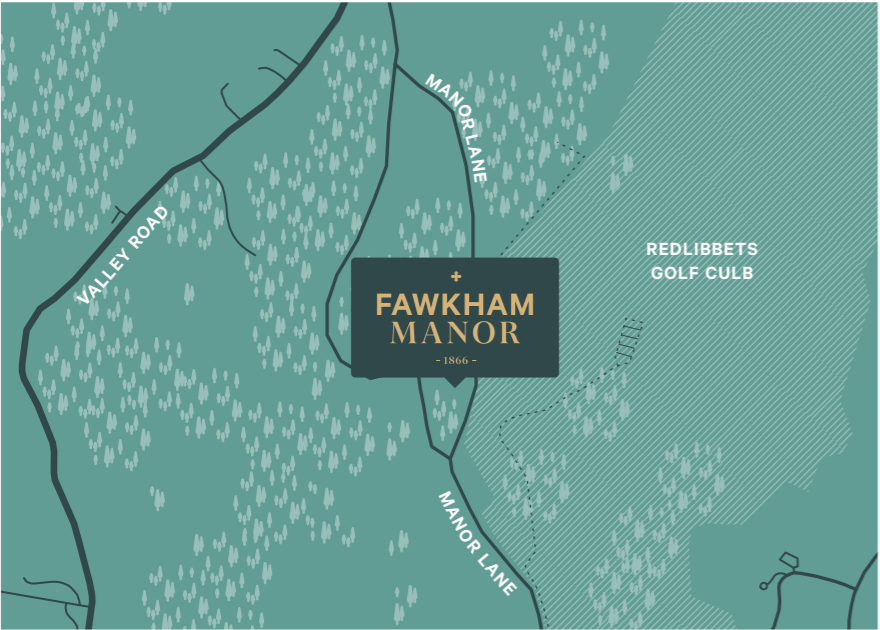 MANOR LANE
VALLEY ROAD
REDLIBBETS
GOLF CULB
FAWKHAM
MANOR
- 1866 -
MANOR LANE